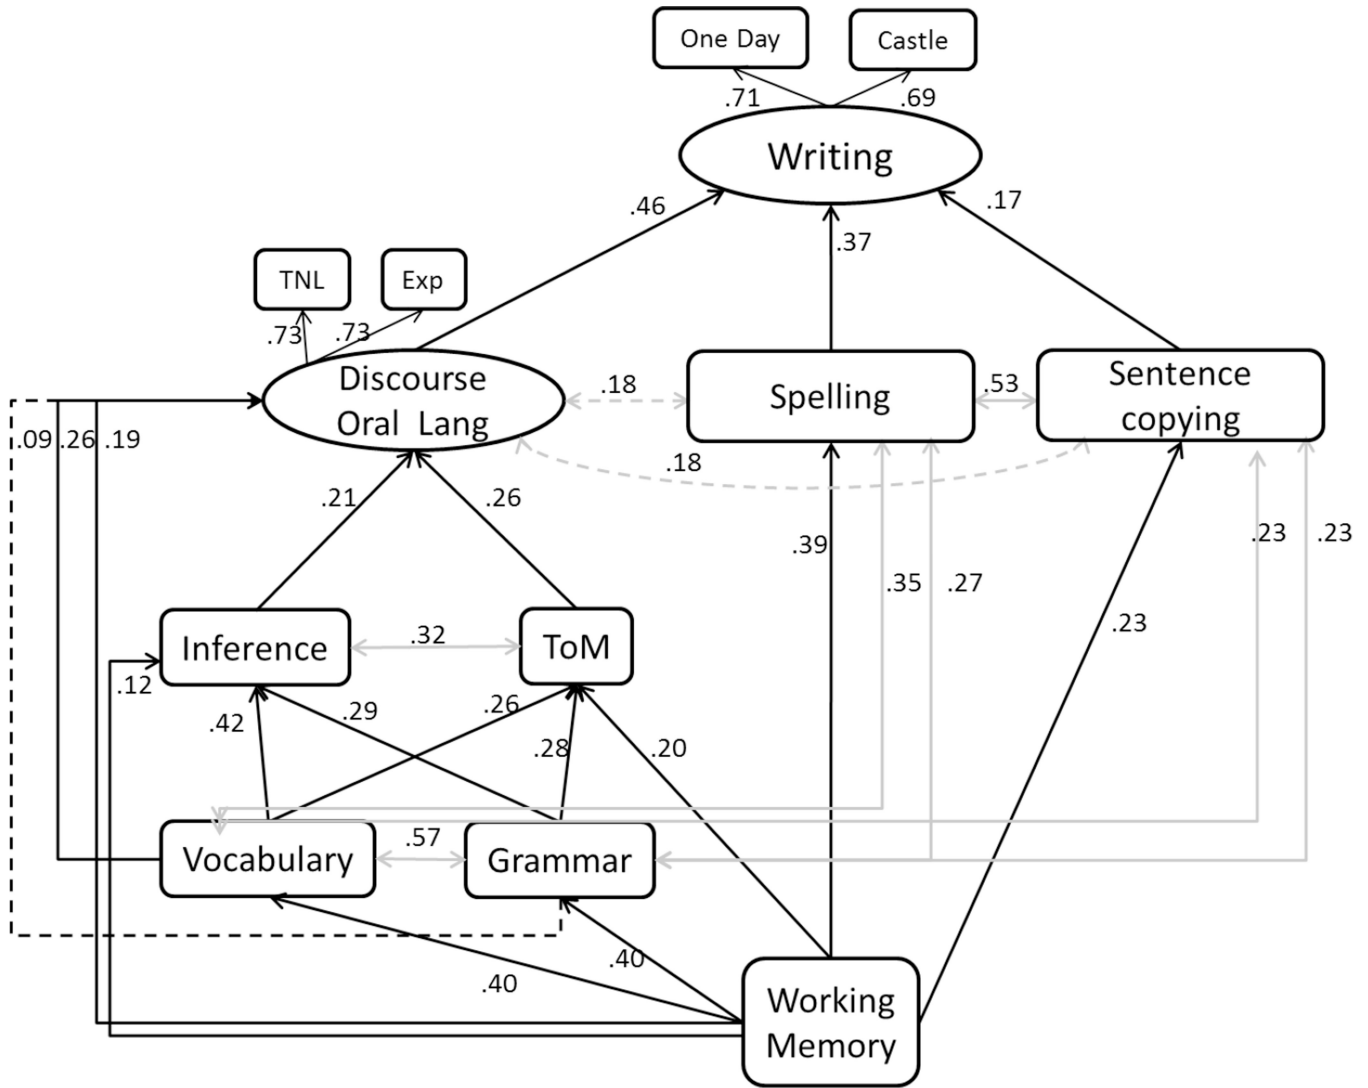 One Day
Castle
.71
.69
Writing
.46
.17
.37
TNL
Exp
.73
.73
Discourse
Oral Lang
.18
Spelling
.53
Sentence
copying
.09
.26
.19
.18
.21
.26
.39
.23
.23
.35
.27
.23
Inference
.32
ToM
.12
.42
.29
.26
.28
.20
Vocabulary
.57
Grammar
.40
.40
Working
Memory